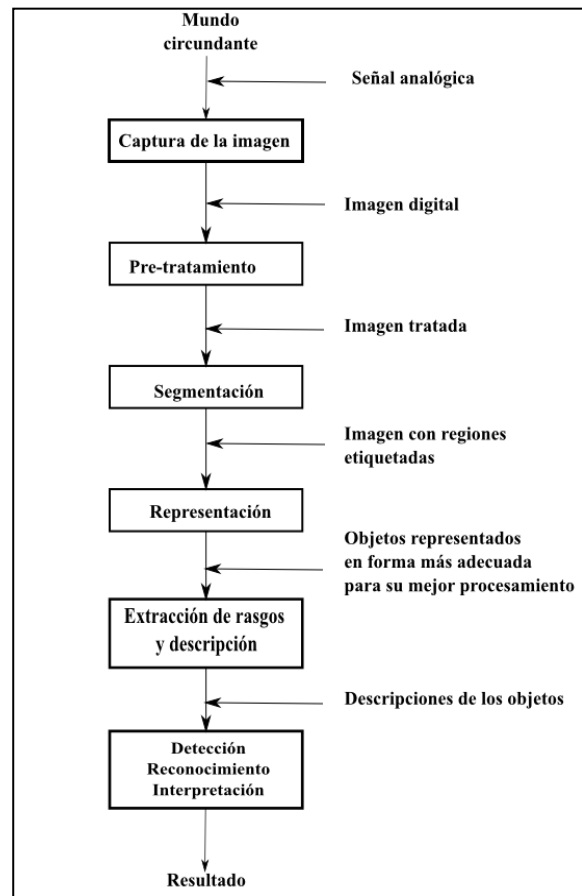 Mundo
circundante
Señal analógica
Captura de la imagen
Imagen digital
Pre-tratamiento
Imagen tratada
Segmentación
Imagen con regiones
etiquetadas
Representación
Objetos representados
en forma más adecuada
para su mejor procesamiento
Extracción de rasgos
y descripción
Descripciones de los objetos
Detección
Reconocimiento
Interpretación
Resultado